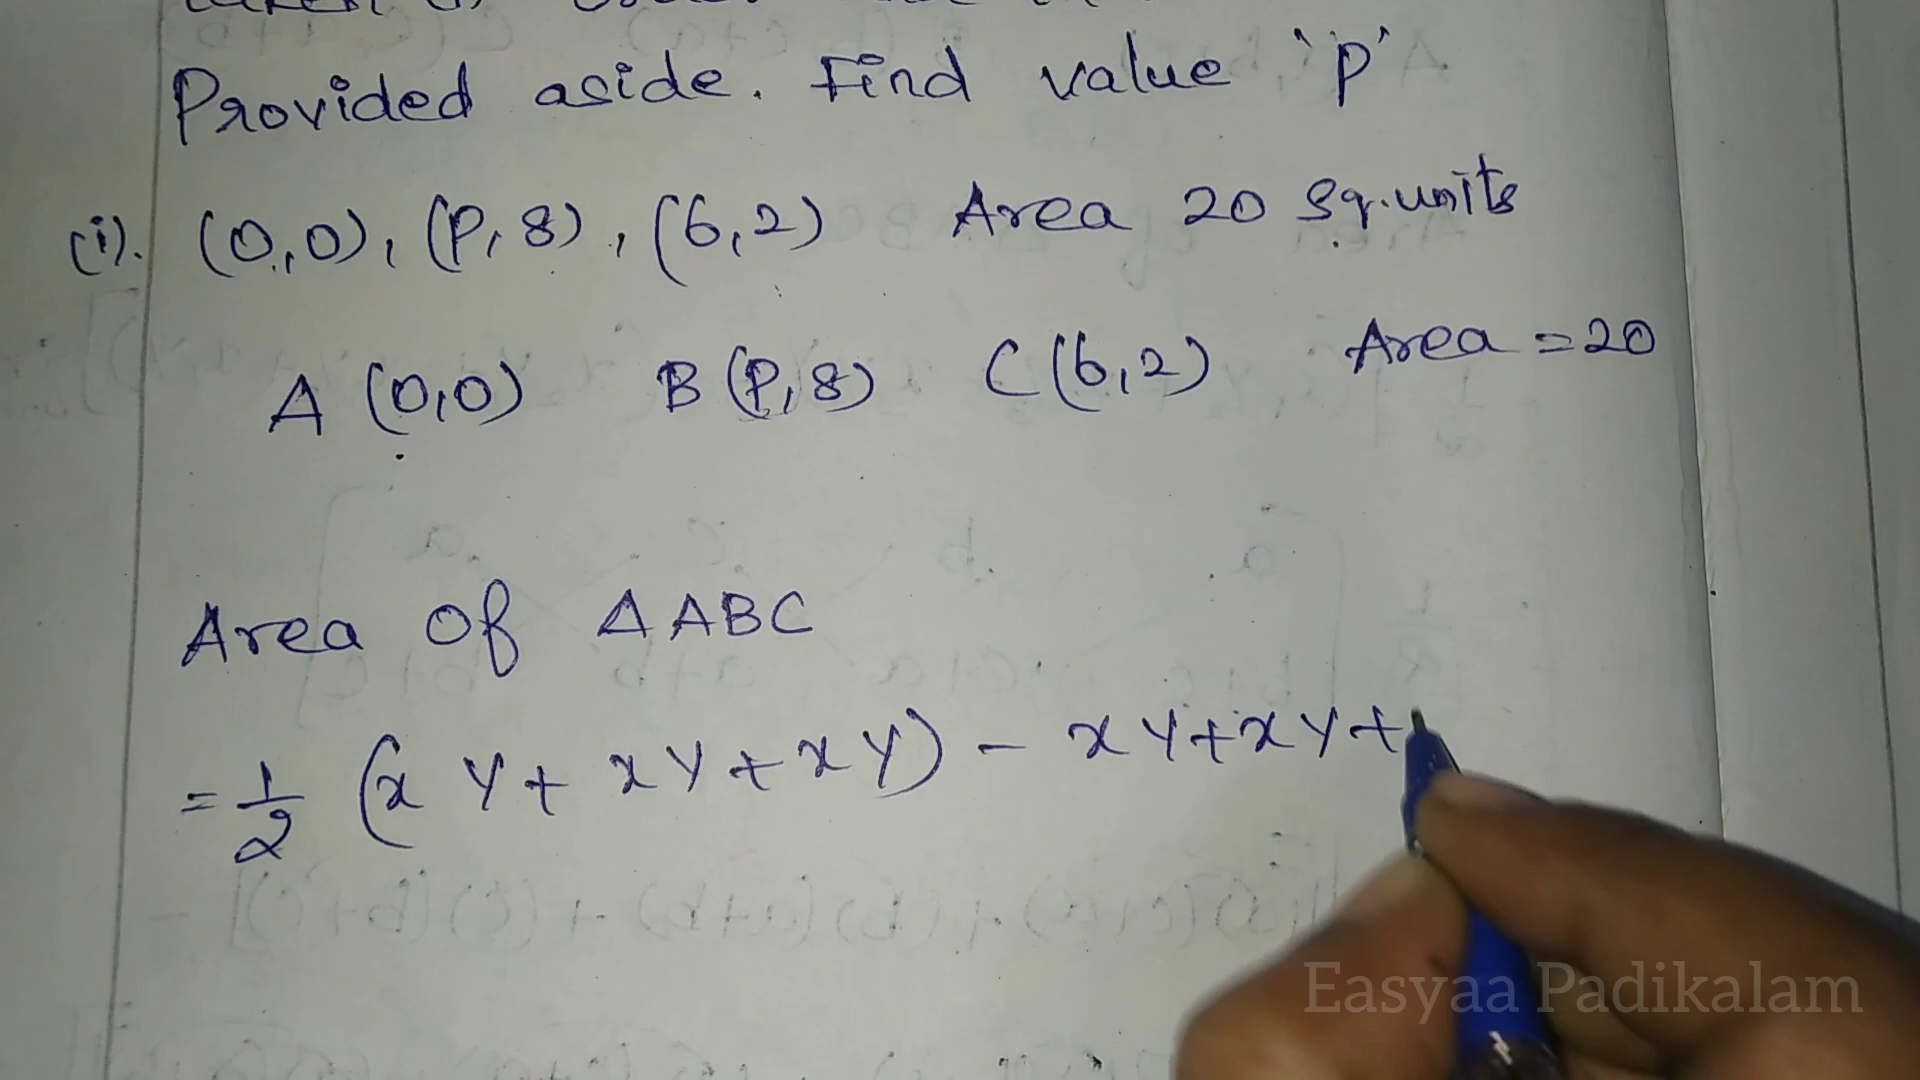 Provided aside. Find value 'P'
(i). (0,0), (P,8), (6,2) Area 20 sq.units
A (0,0) B (P,8) C (6,2) Area = 20
Area Of ΔABC
= 1/2 (x y + x y + x y) - x y + x y +
Easyaa Padikalam